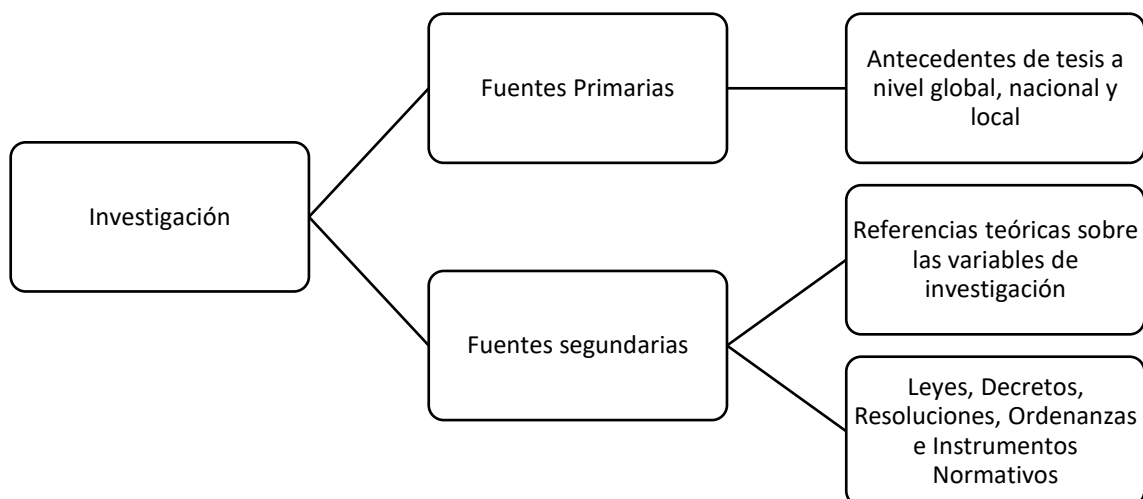 Investigación
Fuentes Primarias
Antecedentes de tesis a
nivel global, nacional y
local
Fuentes segundarias
Referencias teóricas sobre
las variables de
investigación
Leyes, Decretos,
Resoluciones, Ordenanzas
e Instrumentos
Normativos